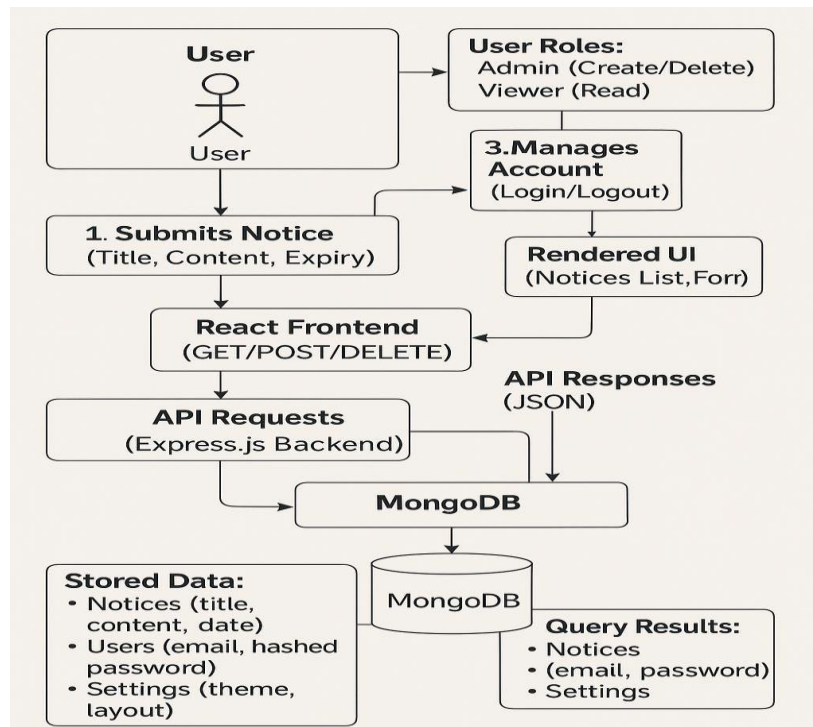 User
User
User Roles:
Admin (Create/Delete)
Viewer (Read)
3.Manages
Account
(Login/Logout)
1. Submits Notice
(Title, Content, Expiry)
Rendered UI
(Notices List,Forr)
React Frontend
(GET/POST/DELETE)
API Responses
(JSON)
API Requests
(Express.js Backend)
MongoDB
MongoDB
Stored Data:
• Notices (title,
content, date)
• Users (email, hashed
password)
• Settings (theme,
layout)
Query Results:
• Notices
• (email, password)
• Settings